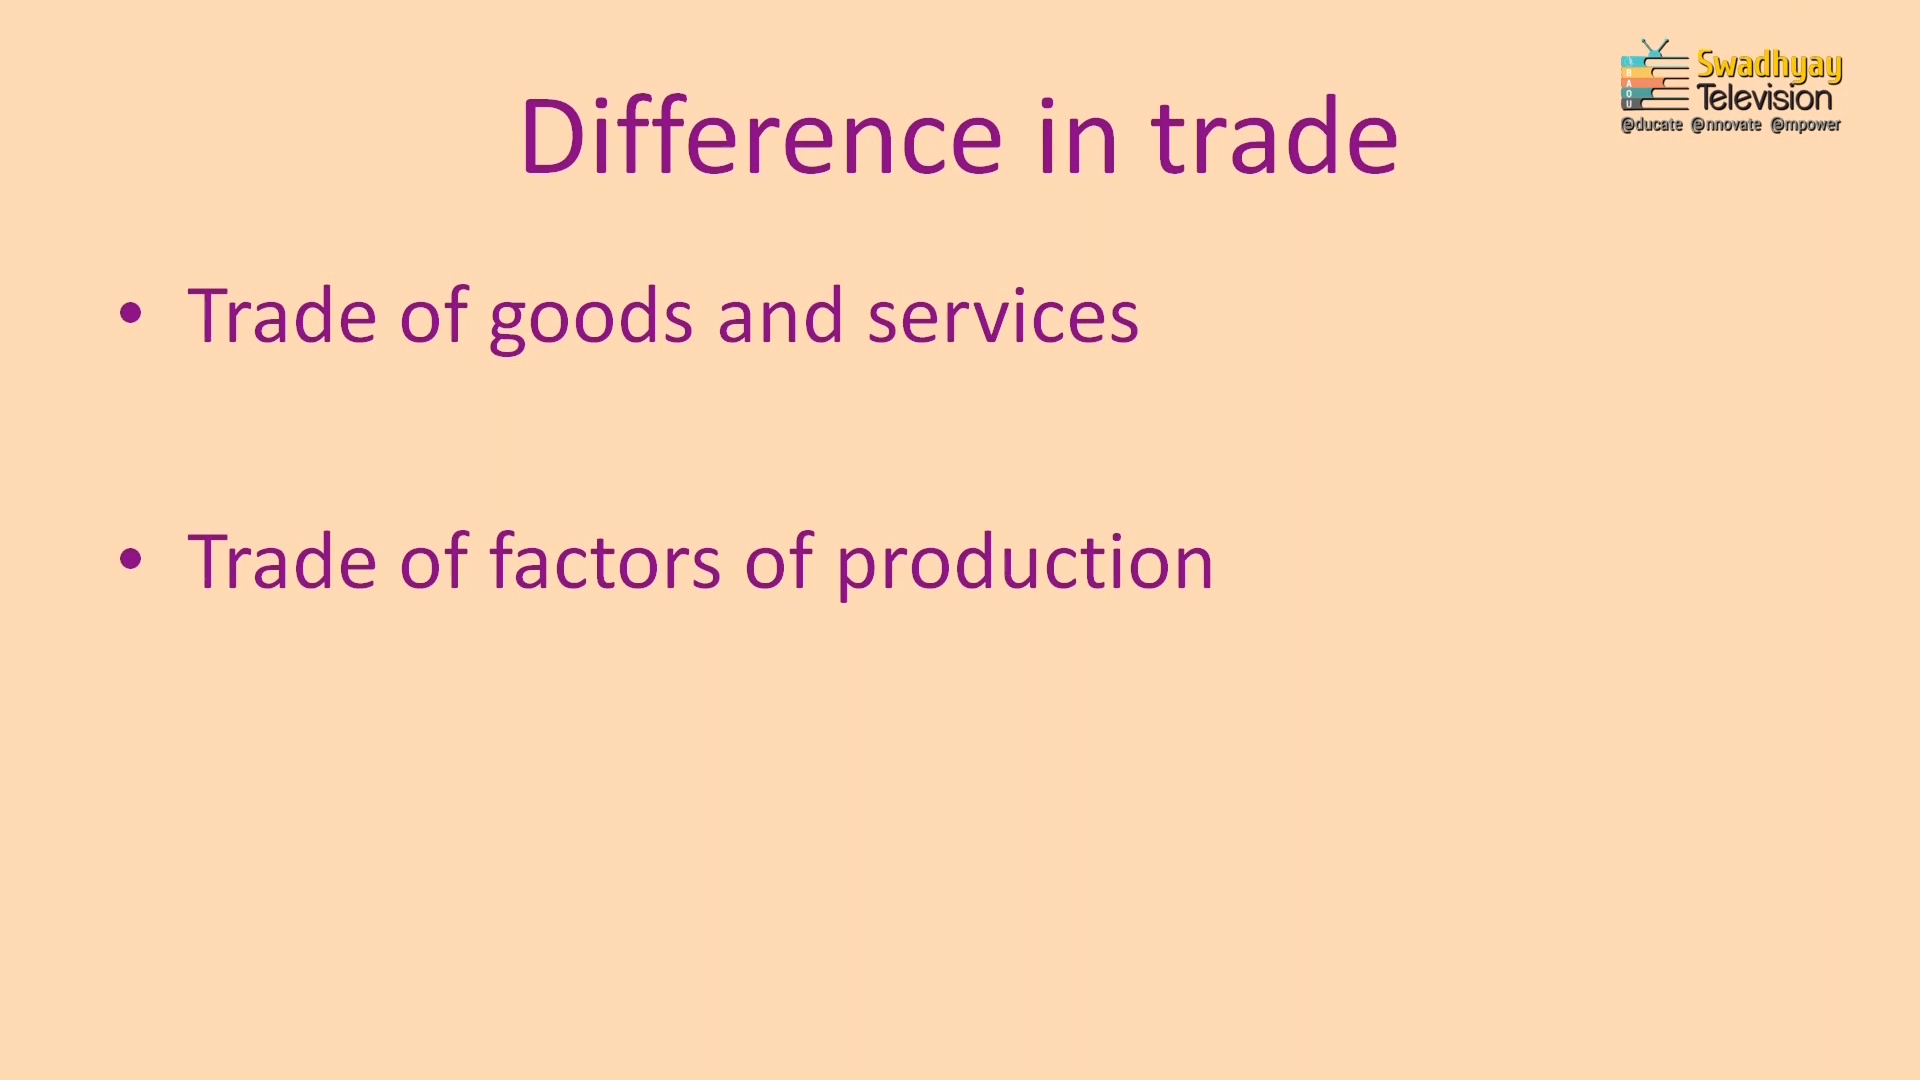 Difference in trade
• Trade of goods and services
• Trade of factors of production
Swadhyay
Television
@ducate @nnovate @mpower
B
A
O
U